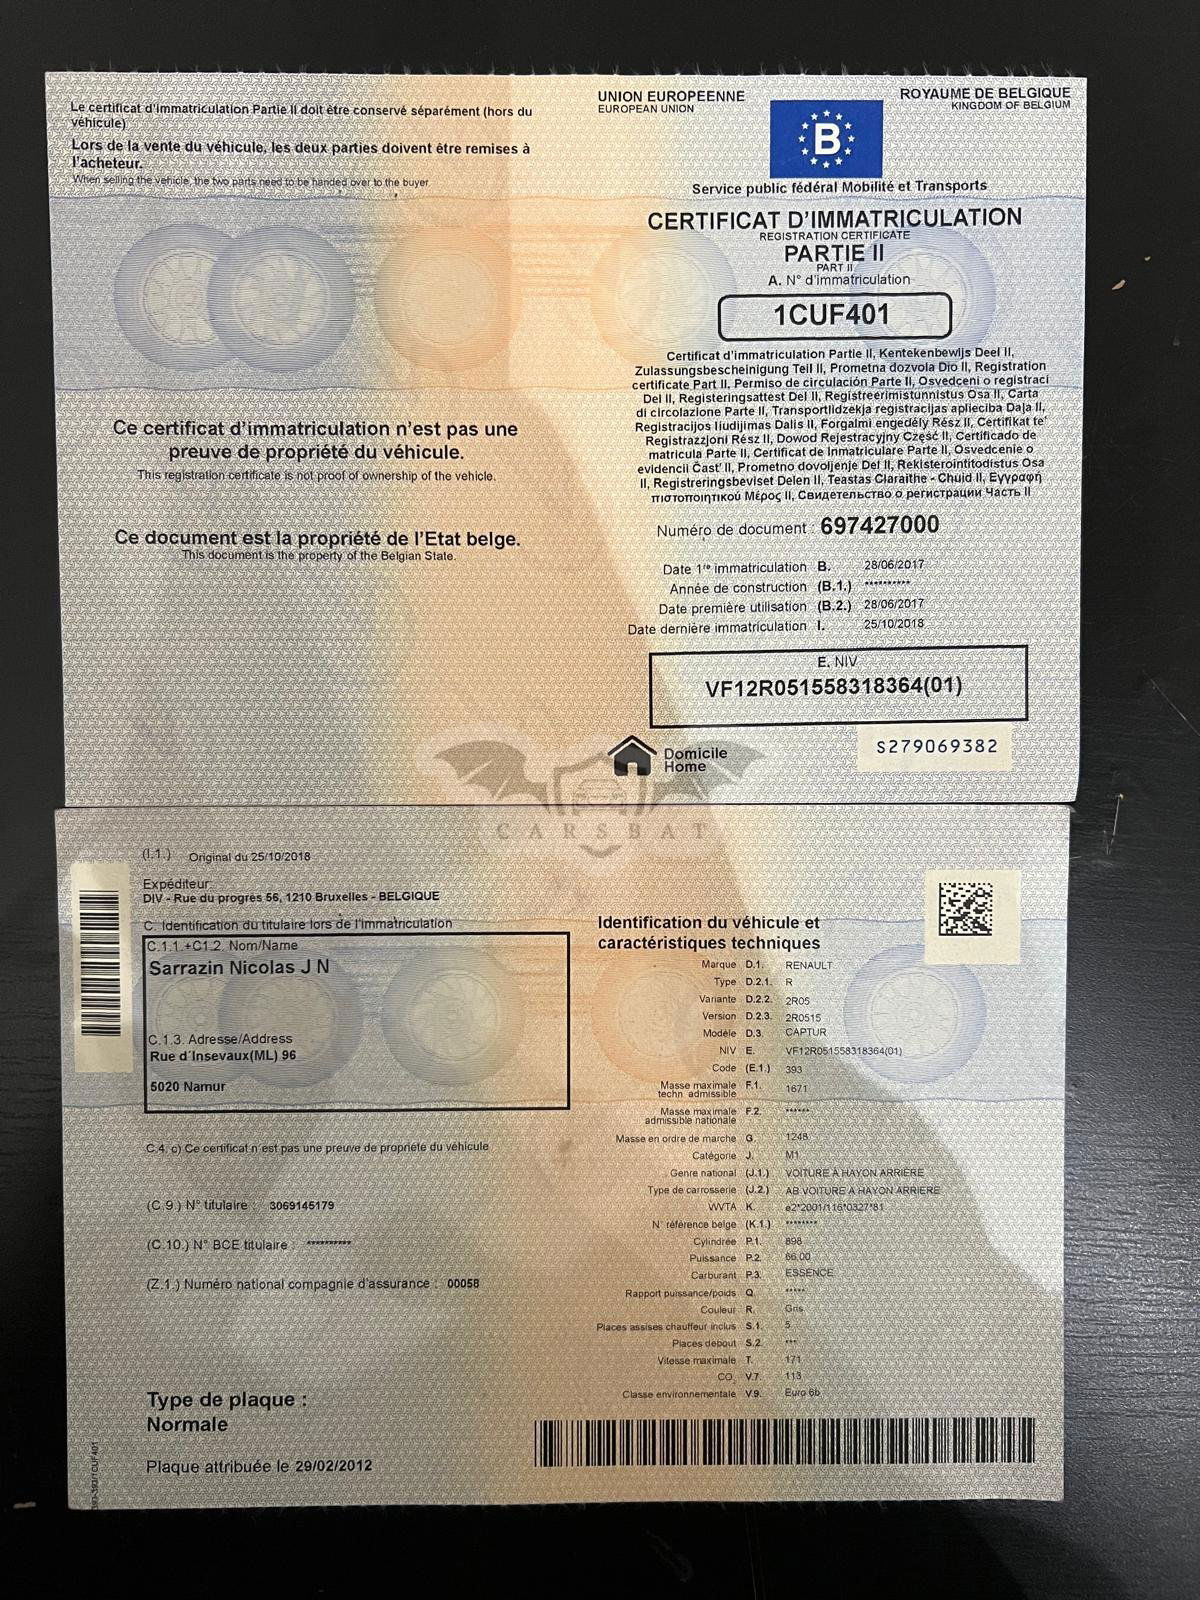 Le certificat d'immatriculation Partie II doit être conservé séparément (hors du
véhicule)
Lors de la vente du véhicule, les deux parties doivent être remises à
l'acheteur.
When selling the vehicle, the two parts need to be handed over to the buyer
Ce certificat d'immatriculation n'est pas une
preuve de propriété du véhicule.
This registration certificate is not proof of ownership of the vehicle.
Ce document est la propriété de l'Etat belge.
This document is the property of the Belgian State.
UNION EUROPEENNE
EUROPEAN UNION
B
ROYAUME DE BELGIQUE
KINGDOM OF BELGIUM
Service public fédéral Mobilité et Transports
CERTIFICAT D'IMMATRICULATION
REGISTRATION CERTIFICATE
PARTIE II
PART II
A. N° d'immatriculation
1CUF401
Certificat d'immatriculation Partie II, Kentekenbewijs Deel II,
Zulassungsbescheinigung Teil II, Prometna dozvola Dio II, Registration
certificate Part II, Permiso de circulación Parte II, Osvedceni o registraci
Del II, Registeringsattest Del II, Registreerimistunnistus Osa II, Carta
di circolazione Parte II, Transportlidzekja registracijas aplieciba Daja II,
Registracijos liudijimas Dalis II, Forgalmi engedély Rész II, Certifikat te'
Registrazzjoni Rész II, Dowod Rejestracyjny Część II, Certificado de
matricula Parte II, Certificat de Inmatriculare Parte II, Osvedcenie o
evidencii Čast' II, Prometno dovoljenje Del II, Rekisterointitodistus Osa
II, Registreringsbeviset Delen II, Teastas Claraithe - Chuid II, Εγγραφή
πιστοποιητικού Μέρος II, Свидетельство о регистрации Часть II
Numéro de document 697427000
Date 1re immatriculation B. 28/06/2017
Année de construction (B.1.) **********
Date première utilisation (B.2.) 28/06/2017
Date dernière immatriculation I. 25/10/2018
E. NIV
VF12R051558318364(01)
Domicile
Home
S279069382
CARSBAT
(I.1.) Original du 25/10/2018
Expéditeur:
DIV - Rue du progrès 56, 1210 Bruxelles - BELGIQUE
C. Identification du titulaire lors de l'immatriculation
C.1.1.+C1.2. Nom/Name
Sarrazin Nicolas J N
C.1.3. Adresse/Address
Rue d'Insevaux(ML) 96
5020 Namur
C.4. c) Ce certificat n'est pas une preuve de propriété du véhicule
(C.9.) N° titulaire : 3069145179
(C.10.) N° BCE titulaire : **********
(Z.1.) Numéro national compagnie d'assurance : 00058
Type de plaque :
Normale
Plaque attribuée le 29/02/2012
Identification du véhicule et
caractéristiques techniques
Marque D.1. RENAULT
Type D.2.1. R
Variante D.2.2. 2R05
Version D.2.3. 2R0515
Modèle D.3. CAPTUR
NIV E. VF12R051558318364(01)
Code (E.1.) 393
Masse maximale F.1. 1671
techn admissible
Masse maximale F.2. ******
admissible nationale
Masse en ordre de marche G. 1248
Catégorie J. M1
Genre national (J.1.) VOITURE A HAYON ARRIERE
Type de carrosserie (J.2.) AB VOITURE A HAYON ARRIERE
WVTA K. e2*2001/116*0327*81
N° référence belge (K.1.) ********
Cylindrée P.1. 898
Puissance P.2. 66.00
Carburant P.3. ESSENCE
Rapport puissance/poids Q. *****
Couleur R. Gris
Places assises chauffeur inclus S.1. 5
Places debout S.2. ***
Vitesse maximale T. 171
CO2 V.7. 113
Classe environnementale V.9. Euro 6b